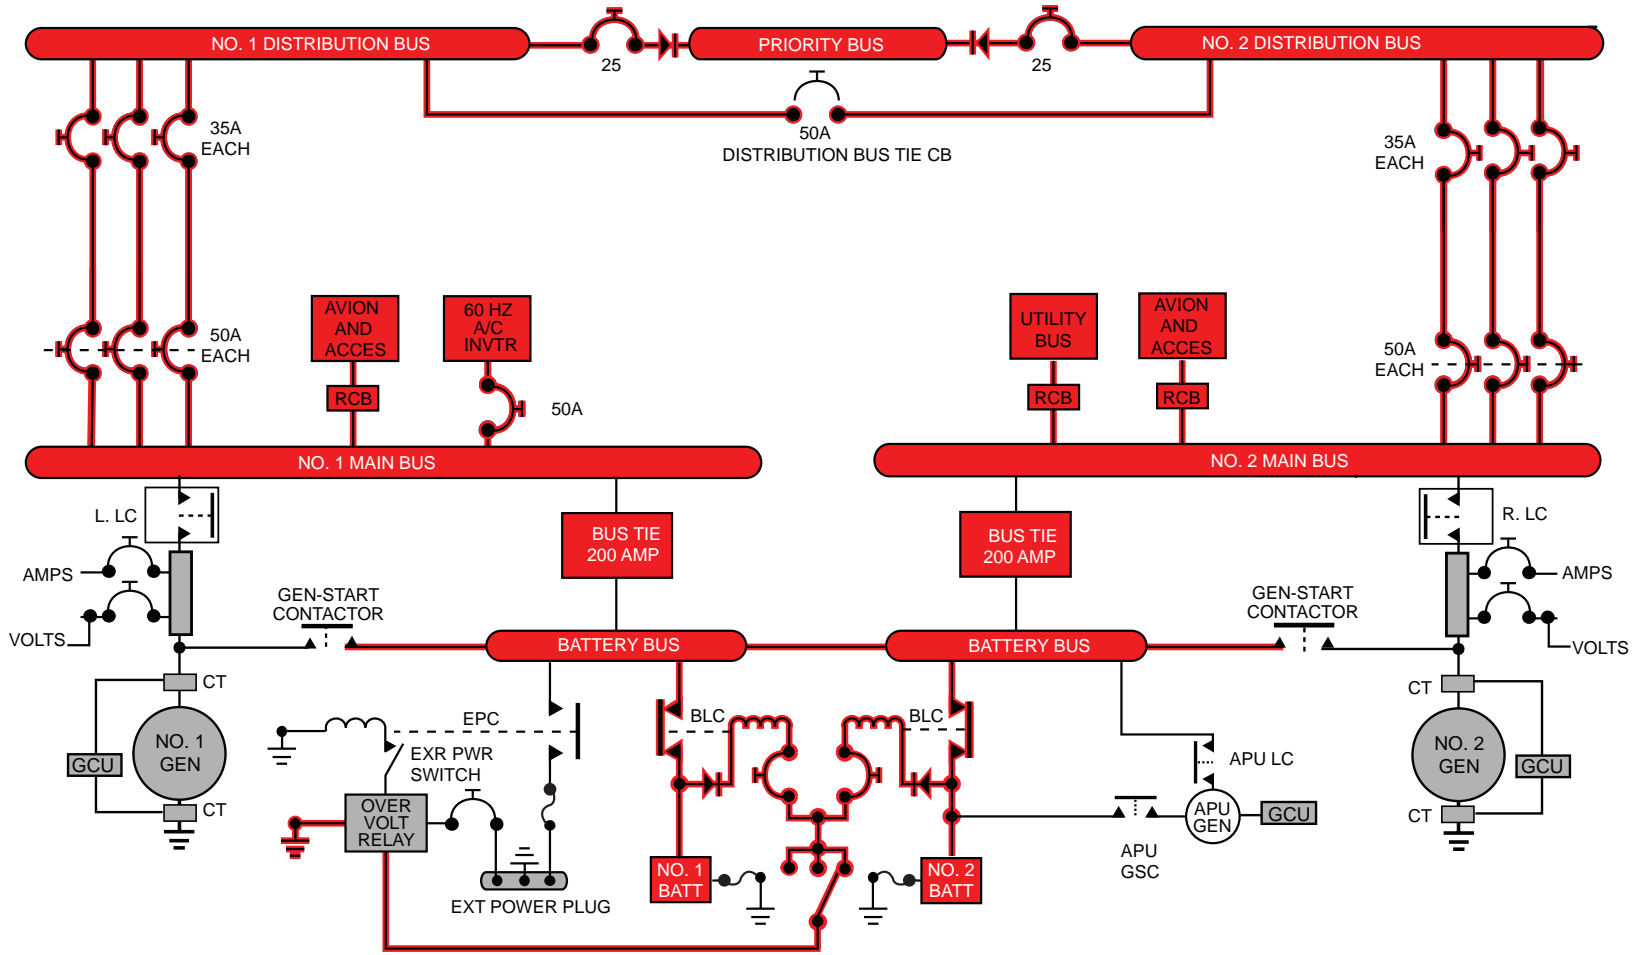 NO. 1 DISTRIBUTION BUS
25
PRIORITY BUS
25
NO. 2 DISTRIBUTION BUS
50A
DISTRIBUTION BUS TIE CB
35A
EACH
35A
EACH
50A
EACH
AVION
AND
ACCES
RCB
60 HZ
A/C
INVTR
50A
UTILITY
BUS
RCB
AVION
AND
ACCES
RCB
50A
EACH
NO. 1 MAIN BUS
NO. 2 MAIN BUS
L. LC
BUS TIE
200 AMP
BUS TIE
200 AMP
R. LC
AMPS
VOLTS
GEN-START
CONTACTOR
BATTERY BUS
BATTERY BUS
GEN-START
CONTACTOR
AMPS
VOLTS
CT
NO. 1
GEN
GCU
CT
EPC
EXR PWR
SWITCH
OVER
VOLT
RELAY
EXT POWER PLUG
BLC
BLC
NO. 1
BATT
NO. 2
BATT
APU LC
APU
GEN
GCU
APU
GSC
CT
NO. 2
GEN
GCU
CT